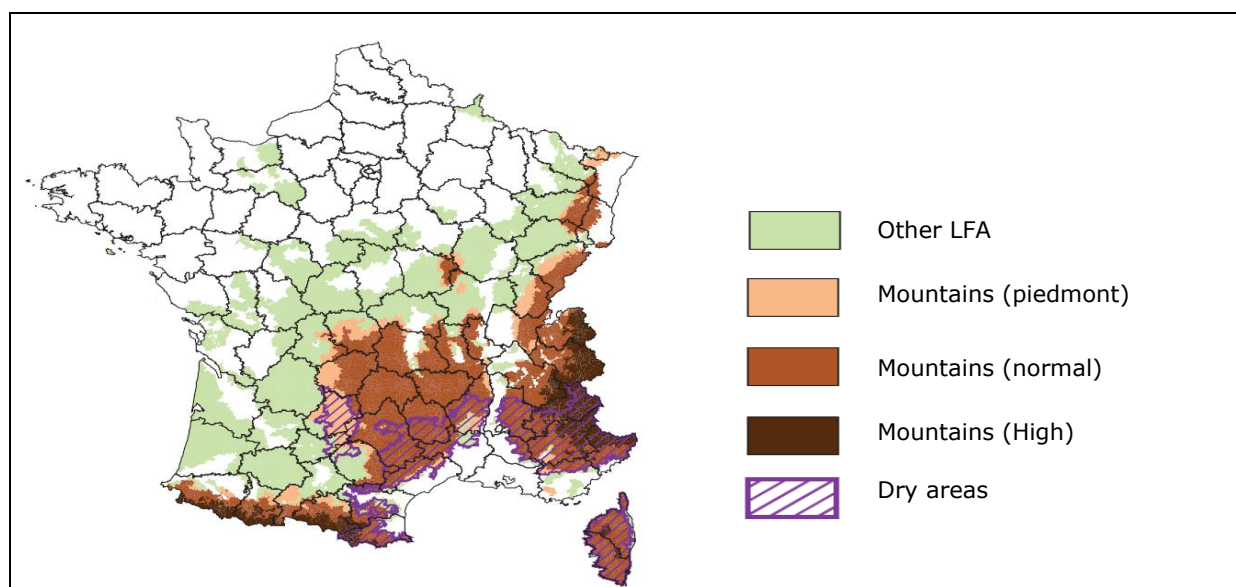 Other LFA
Mountains (piedmont)
Mountains (normal)
Mountains (High)
Dry areas